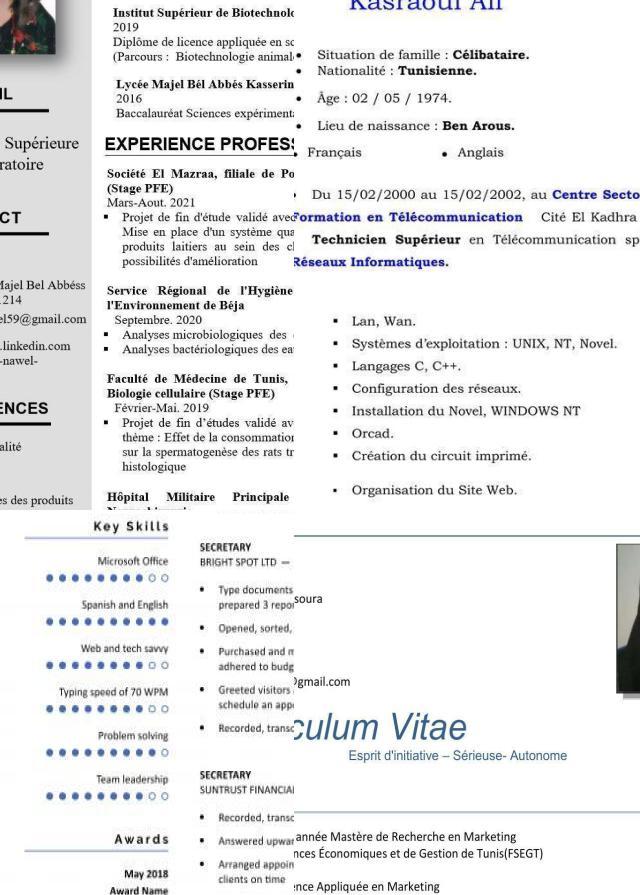 IL
Supérieure
ratoire
CT
Majel Bel Abbéss
1214
el59@gmail.com
.linkedin.com
-nawel-
ENCES
alité
es des produits
Institut Supérieur de Biotechnolo
2019
Diplôme de licence appliquée en sc
(Parcours : Biotechnologie animal
Lycée Majel Bél Abbés Kasserin
2016
Baccalauréat Sciences expériment
EXPERIENCE PROFES
Société El Mazraa, filiale de Po
(Stage PFE)
Mars-Aout. 2021
▪ Projet de fin d'étude validé avec
Mise en place d'un système qua
produits laitiers au sein des cl
possibilités d'amélioration
Service Régional de l'Hygiène
l'Environnement de Béja
Septembre. 2020
▪ Analyses microbiologiques des
▪ Analyses bactériologiques des ea
Faculté de Médecine de Tunis,
Biologie cellulaire (Stage PFE)
Février-Mai. 2019
▪ Projet de fin d'études validé av
thème : Effet de la consommation
sur la spermatogenèse des rats tr
histologique
Hôpital Militaire Principale
Kasraoui Ali
• Situation de famille : Célibataire.
• Nationalité : Tunisienne.
• Âge : 02 / 05 / 1974.
• Lieu de naissance : Ben Arous.
• Français • Anglais
• Du 15/02/2000 au 15/02/2002, au Centre Secto
Formation en Télécommunication Cité El Kadhra
Technicien Supérieur en Télécommunication sp
Réseaux Informatiques.
▪ Lan, Wan.
▪ Systèmes d'exploitation : UNIX, NT, Novel.
▪ Langages C, C++.
▪ Configuration des réseaux.
▪ Installation du Novel, WINDOWS NT
▪ Orcad.
▪ Création du circuit imprimé.
▪ Organisation du Site Web.
Key Skills
Microsoft Office
Spanish and English
Web and tech savvy
Typing speed of 70 WPM
Problem solving
Team leadership
Awards
May 2018
Award Name
SECRETARY
BRIGHT SPOT LTD —
• Type documents
prepared 3 repor
• Opened, sorted,
• Purchased and m
adhered to budg
• Greeted visitors
schedule an appo
• Recorded, transc
SECRETARY
SUNTRUST FINANCIA
• Recorded, transc
• Answered upwar
• Arranged appoin
clients on time
soura
@gmail.com
culum Vitae
Esprit d'initiative – Sérieuse- Autonome
année Mastère de Recherche en Marketing
nces Économiques et de Gestion de Tunis(FSEGT)
ence Appliquée en Marketing